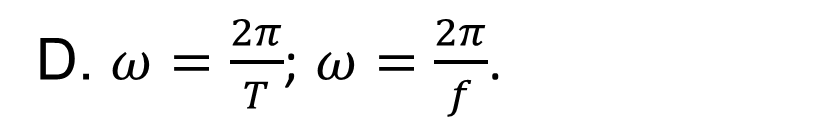 D. ω = 2π/T; ω = 2π/f.